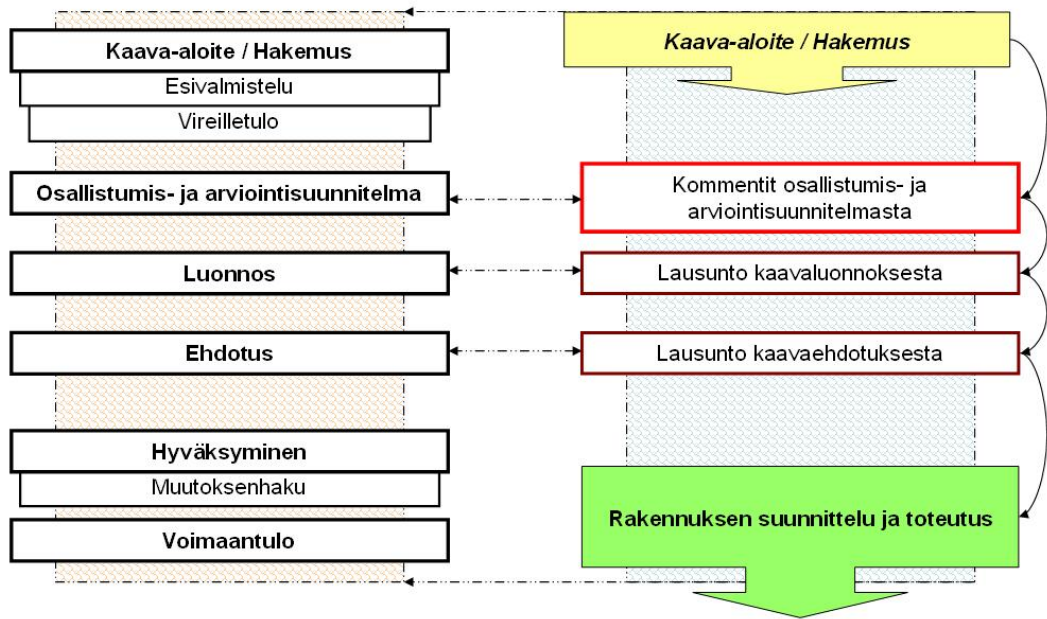 Kaava-aloite / Hakemus
Esivalmistelu
Vireilletulo
Osallistumis- ja arviointisuunnitelma
Luonnos
Ehdotus
Hyväksyminen
Muutoksenhaku
Voimaantulo
Kaava-aloite / Hakemus
Kommentit osallistumis- ja
arviointisuunnitelmasta
Lausunto kaavaluonnoksesta
Lausunto kaavaehdotuksesta
Rakennuksen suunnittelu ja toteutus